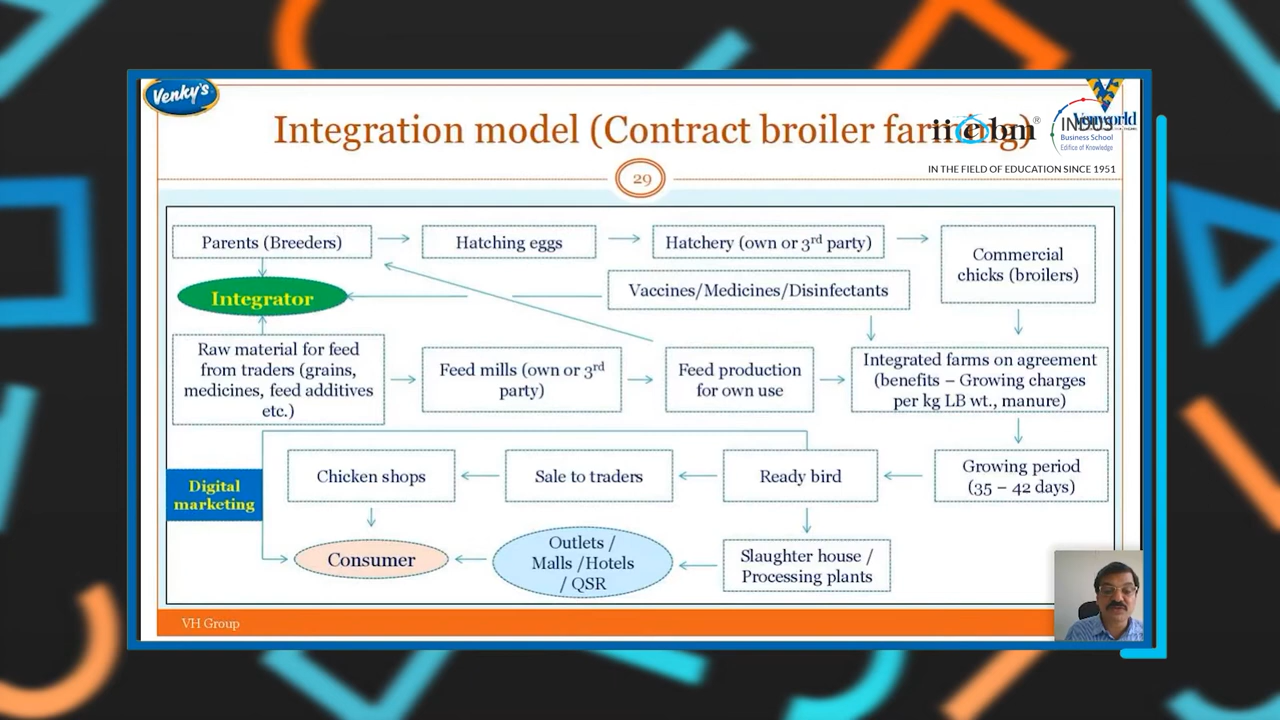 Venky's
Integration model (Contract broiler farming)
iiebm®
INDUS
Business School
Edifice of Knowledge
IN THE FIELD OF EDUCATION SINCE 1951
29
Parents (Breeders)
Hatching eggs
Hatchery (own or 3rd party)
Commercial
chicks (broilers)
Integrator
Vaccines/Medicines/Disinfectants
Raw material for feed
from traders (grains,
medicines, feed additives
etc.)
Feed mills (own or 3rd
party)
Feed production
for own use
Integrated farms on agreement
(benefits – Growing charges
per kg LB wt., manure)
Digital
marketing
Chicken shops
Sale to traders
Ready bird
Growing period
(35 – 42 days)
Consumer
Outlets /
Malls /Hotels
/ QSR
Slaughter house /
Processing plants
VH Group